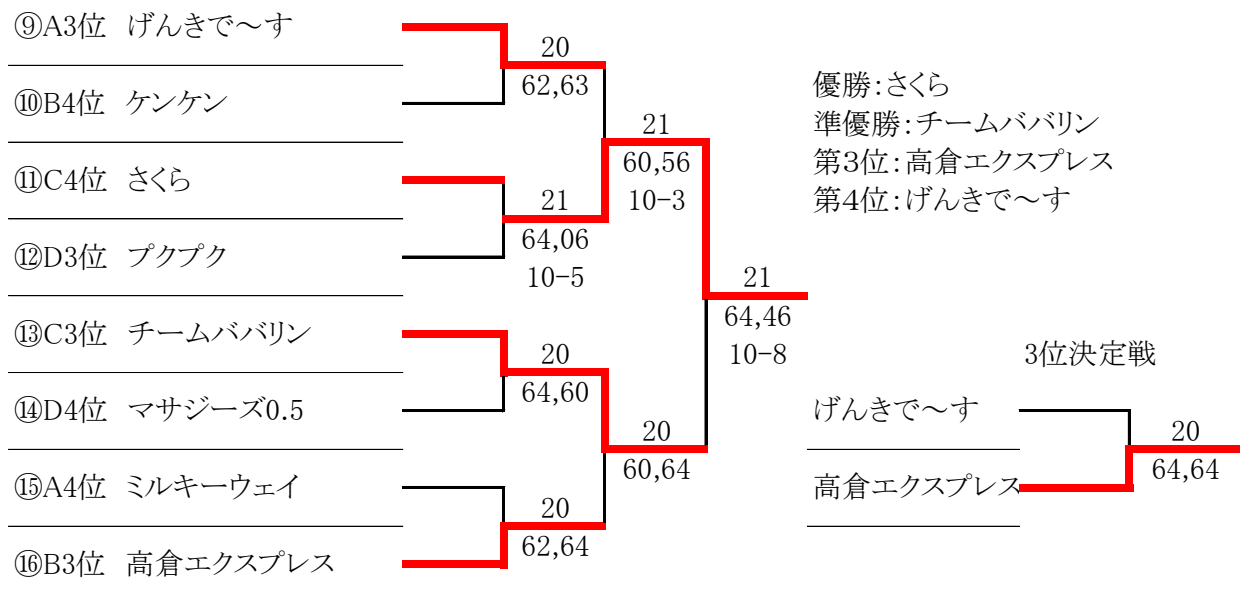 ⑨A3位 げんきで～す
⑩B4位 ケンケン
⑪C4位 さくら
⑫D3位 プクプク
⑬C3位 チームババリン
⑭D4位 マサジーズ0.5
⑮A4位 ミルキーウェイ
⑯B3位 高倉エクスプレス
20
62,63
21
64,06
10-5
20
64,60
20
62,64
21
60,56
10-3
20
60,64
21
64,46
10-8
優勝:さくら
準優勝:チームババリン
第3位:高倉エクスプレス
第4位:げんきで～す
3位決定戦
げんきで～す
高倉エクスプレス
20
64,64